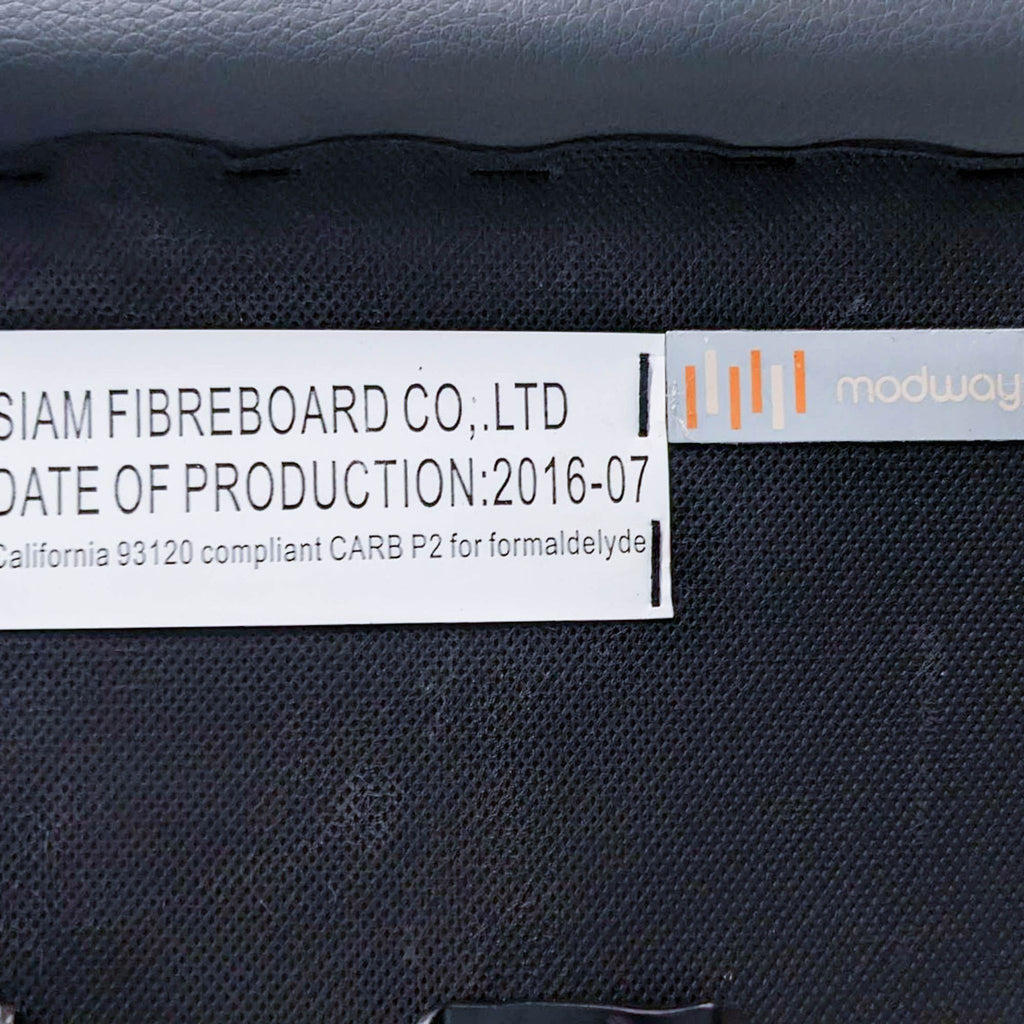 SIAM FIBREBOARD CO,.LTD
DATE OF PRODUCTION:2016-07
California 93120 compliant CARB P2 for formaldelyde
modway